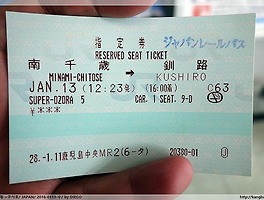 指定券 ジャパンレールパス
RESERVED SEAT TICKET
南千歳 → 釧路
MINAMI-CHITOSE KUSHIRO
JAN.13 (12:23発) (16:00着) C63
SUPER-OZORA 5 CAR. 1 SEAT. 9-D
¥***
28.-1.11鹿児島中央MR2(6-タ) 20380-01